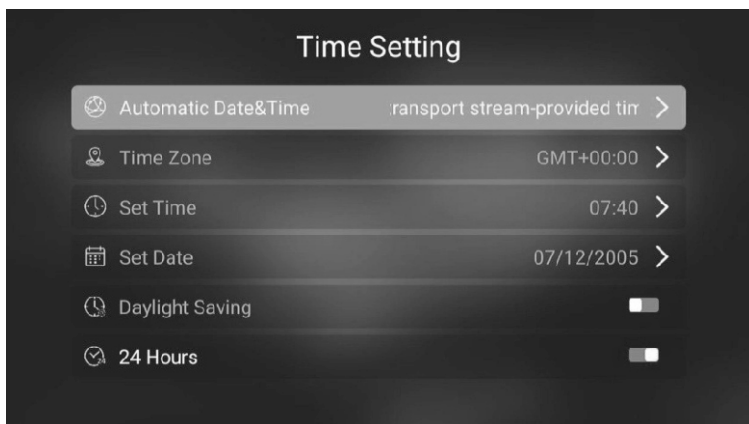 Time Setting
Automatic Date&Time ransport stream-provided tim
Time Zone GMT+00:00
Set Time 07:40
Set Date 07/12/2005
Daylight Saving
24 Hours